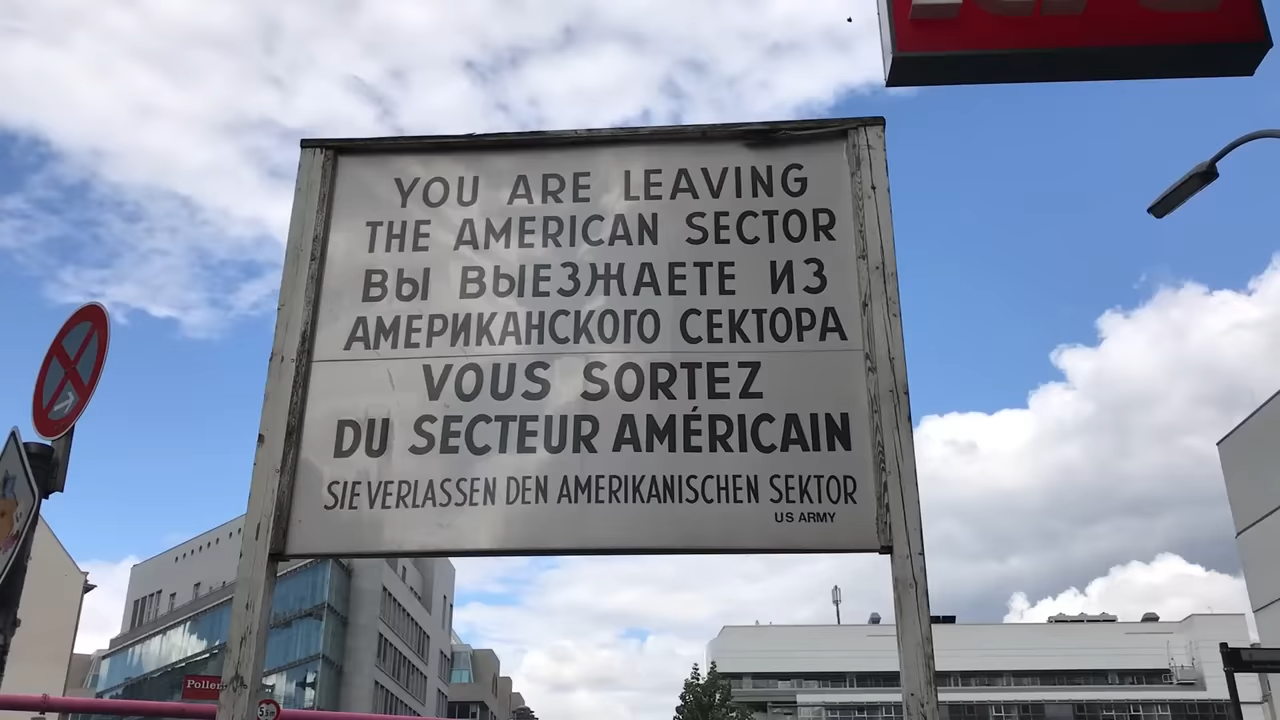 YOU ARE LEAVING
THE AMERICAN SECTOR
ВЫ ВЫЕЗЖАЕТЕ ИЗ
АМЕРИКАНСКОГО СЕКТОРА
VOUS SORTEZ
DU SECTEUR AMÉRICAIN
SIE VERLASSEN DEN AMERIKANISCHEN SEKTOR
US ARMY